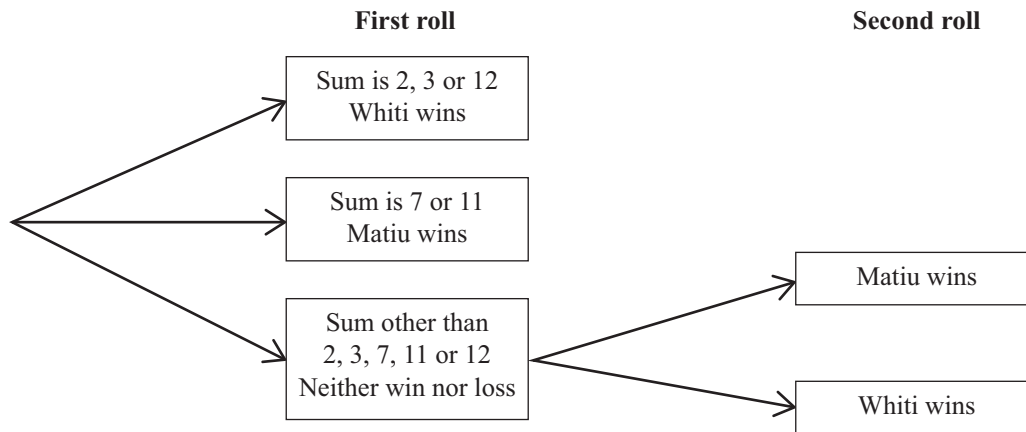 First roll
Second roll
Sum is 2, 3 or 12
Whiti wins
Sum is 7 or 11
Matiu wins
Sum other than
2, 3, 7, 11 or 12
Neither win nor loss
Matiu wins
Whiti wins